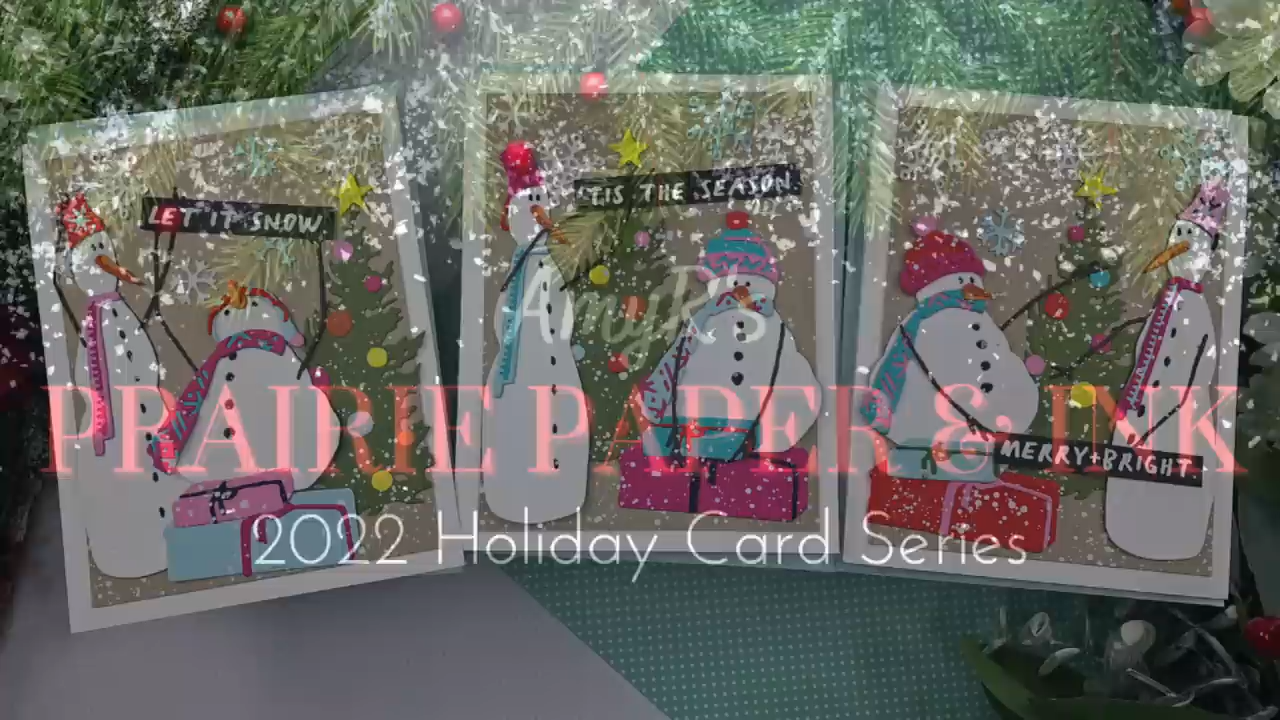 LET IT SNOW
'TIS THE SEASON
MERRY+BRIGHT
AmyR's
PRAIRIE PAPER & INK
2022 Holiday Card Series